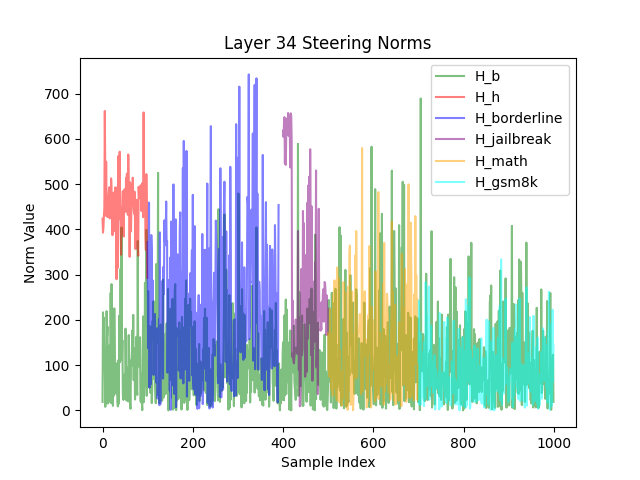 Layer 34 Steering Norms
Norm Value
700
600
500
400
300
200
100
0
H_b
H_h
H_borderline
H_jailbreak
H_math
H_gsm8k
0
200
400
600
800
1000
Sample Index